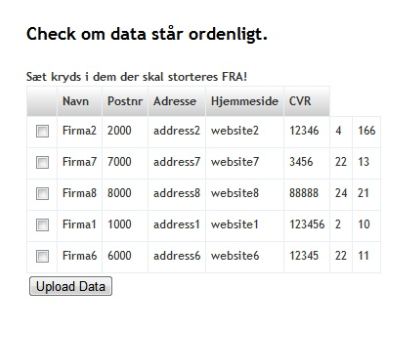 Check om data står ordenligt.
Sæt kryds i dem der skal storteres FRA!
Navn Postnr Adresse Hjemmeside CVR
Firma2 2000 address2 website2 12346 4 166
Firma7 7000 address7 website7 3456 22 13
Firma8 8000 address8 website8 88888 24 21
Firma1 1000 address1 website1 123456 2 10
Firma6 6000 address6 website6 12345 22 11
Upload Data